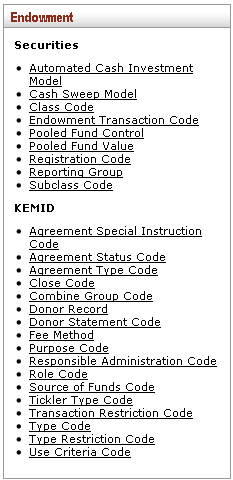 Endowment
Securities
Automated Cash Investment
Model
Cash Sweep Model
Class Code
Endowment Transaction Code
Pooled Fund Control
Pooled Fund Value
Registration Code
Reporting Group
Subclass Code
KEMID
Agreement Special Instruction
Code
Agreement Status Code
Agreement Type Code
Close Code
Combine Group Code
Donor Record
Donor Statement Code
Fee Method
Purpose Code
Responsible Administration Code
Role Code
Source of Funds Code
Tickler Type Code
Transaction Restriction Code
Type Code
Type Restriction Code
Use Criteria Code